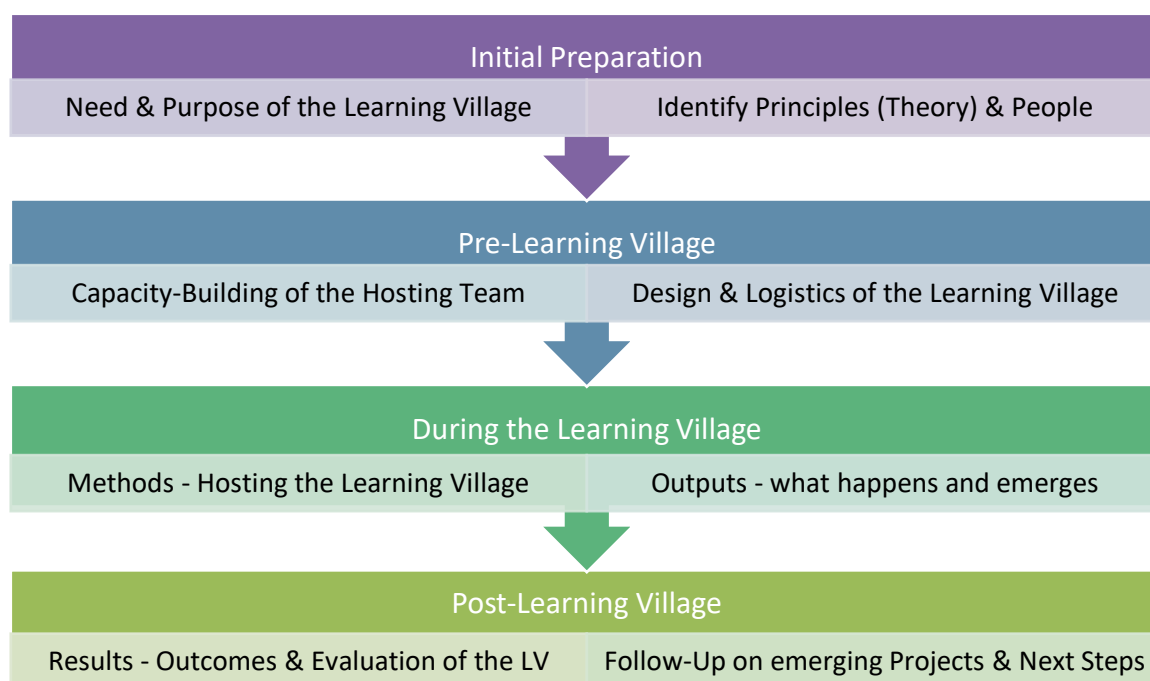 Initial Preparation
Need & Purpose of the Learning Village
Identify Principles (Theory) & People
Pre-Learning Village
Capacity-Building of the Hosting Team
Design & Logistics of the Learning Village
During the Learning Village
Methods - Hosting the Learning Village
Outputs - what happens and emerges
Post-Learning Village
Results - Outcomes & Evaluation of the LV
Follow-Up on emerging Projects & Next Steps